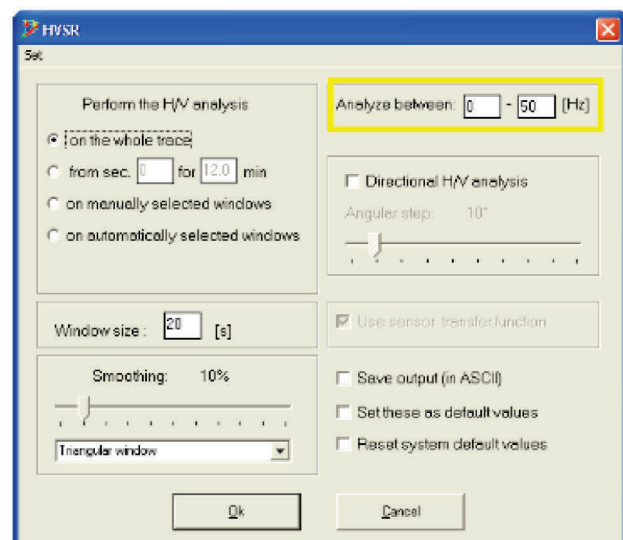 HVSR
Set
Perform the H/V analysis
on the whole trace
from sec. 0 for 12.0 min
on manually selected windows
on automatically selected windows
Analyze between: 0 - 50 [Hz]
Directional H/V analysis
Angular step: 10°
Window size : 20 [s]
Use sensor transfer function
Smoothing: 10%
Triangular window
Save output (in ASCII)
Set these as default values
Reset system default values
Ok
Cancel